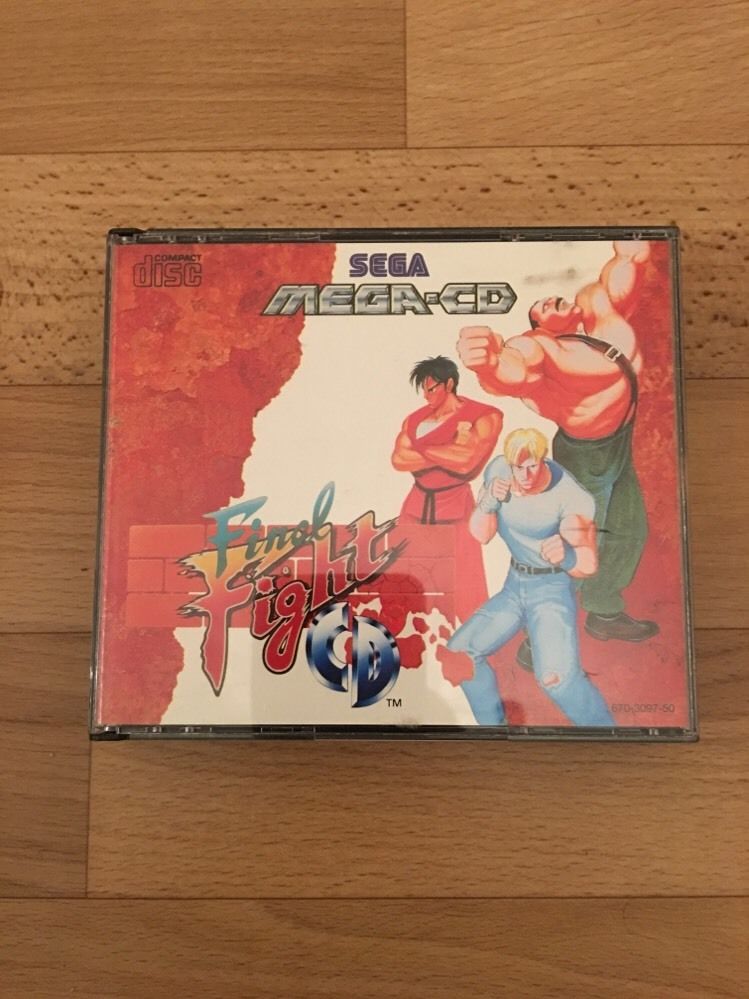 COMPACT
disc
SEGA
MEGA-CD
Final
Fight
CD
TM
670-3097-50